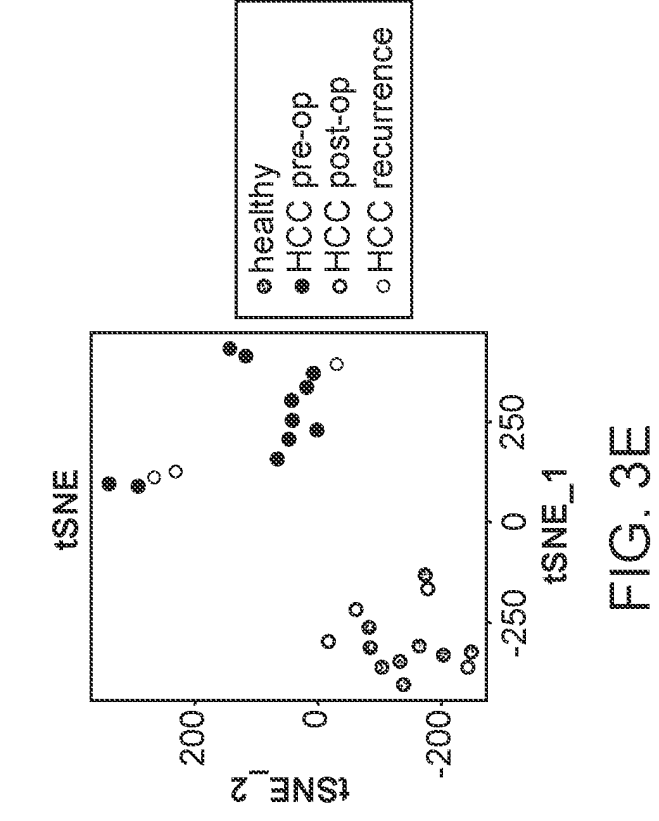 tSNE
tSNE_2
200
0
-200
-250
0
250
tSNE_1
healthy
HCC pre-op
HCC post-op
HCC recurrence
FIG. 3E